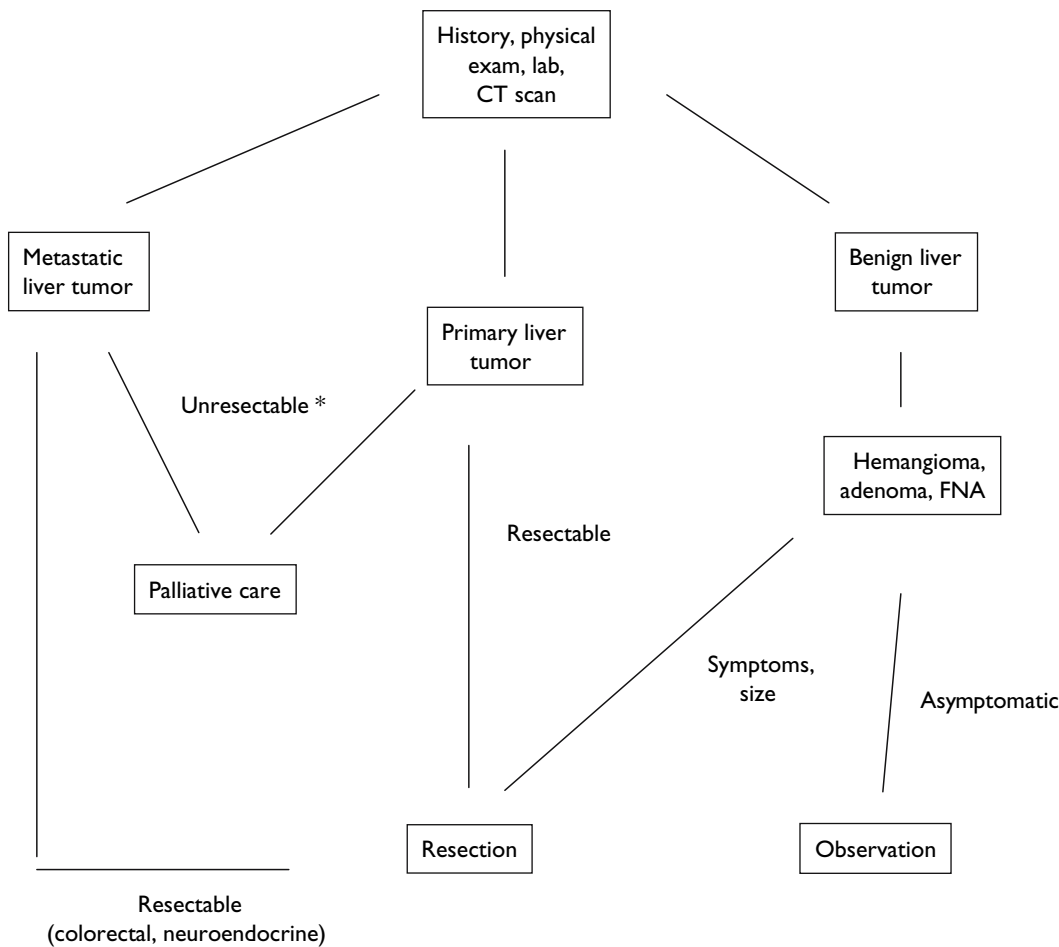 History, physical
exam, lab,
CT scan
Metastatic
liver tumor
Benign liver
tumor
Primary liver
tumor
Unresectable *
Hemangioma,
adenoma, FNA
Resectable
Palliative care
Symptoms,
size
Asymptomatic
Resection
Observation
Resectable
(colorectal, neuroendocrine)